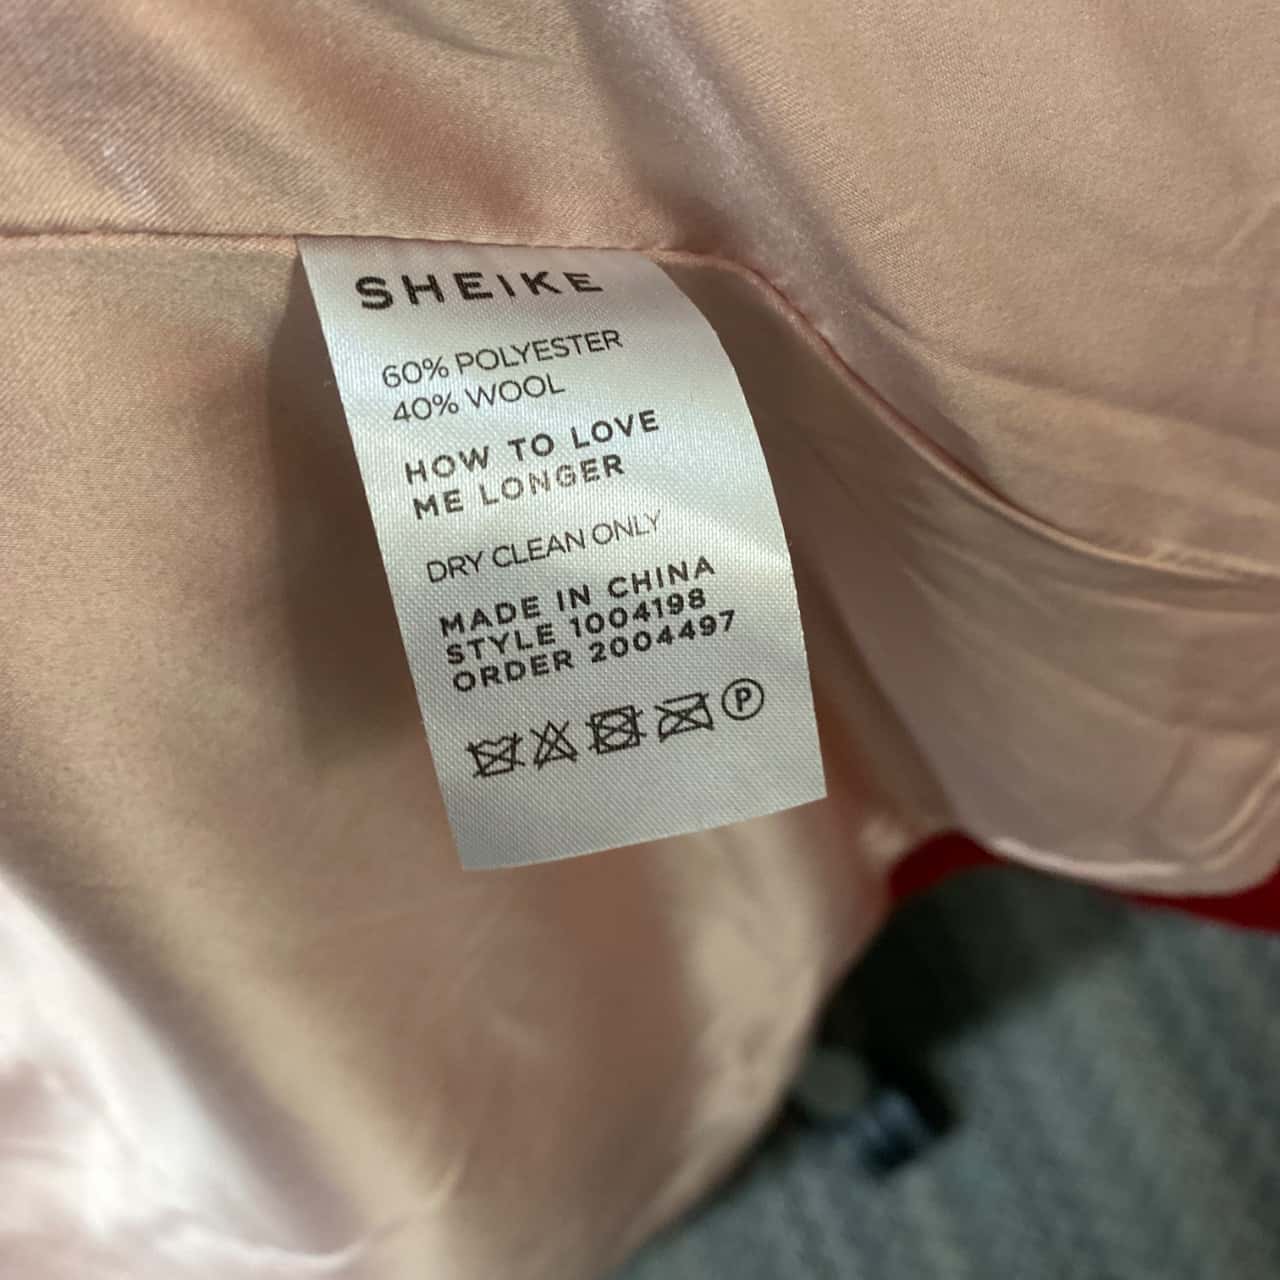 SHEIKE
60% POLYESTER
40% WOOL
HOW TO LOVE
ME LONGER
DRY CLEAN ONLY
MADE IN CHINA
STYLE 1004198
ORDER 2004497
P